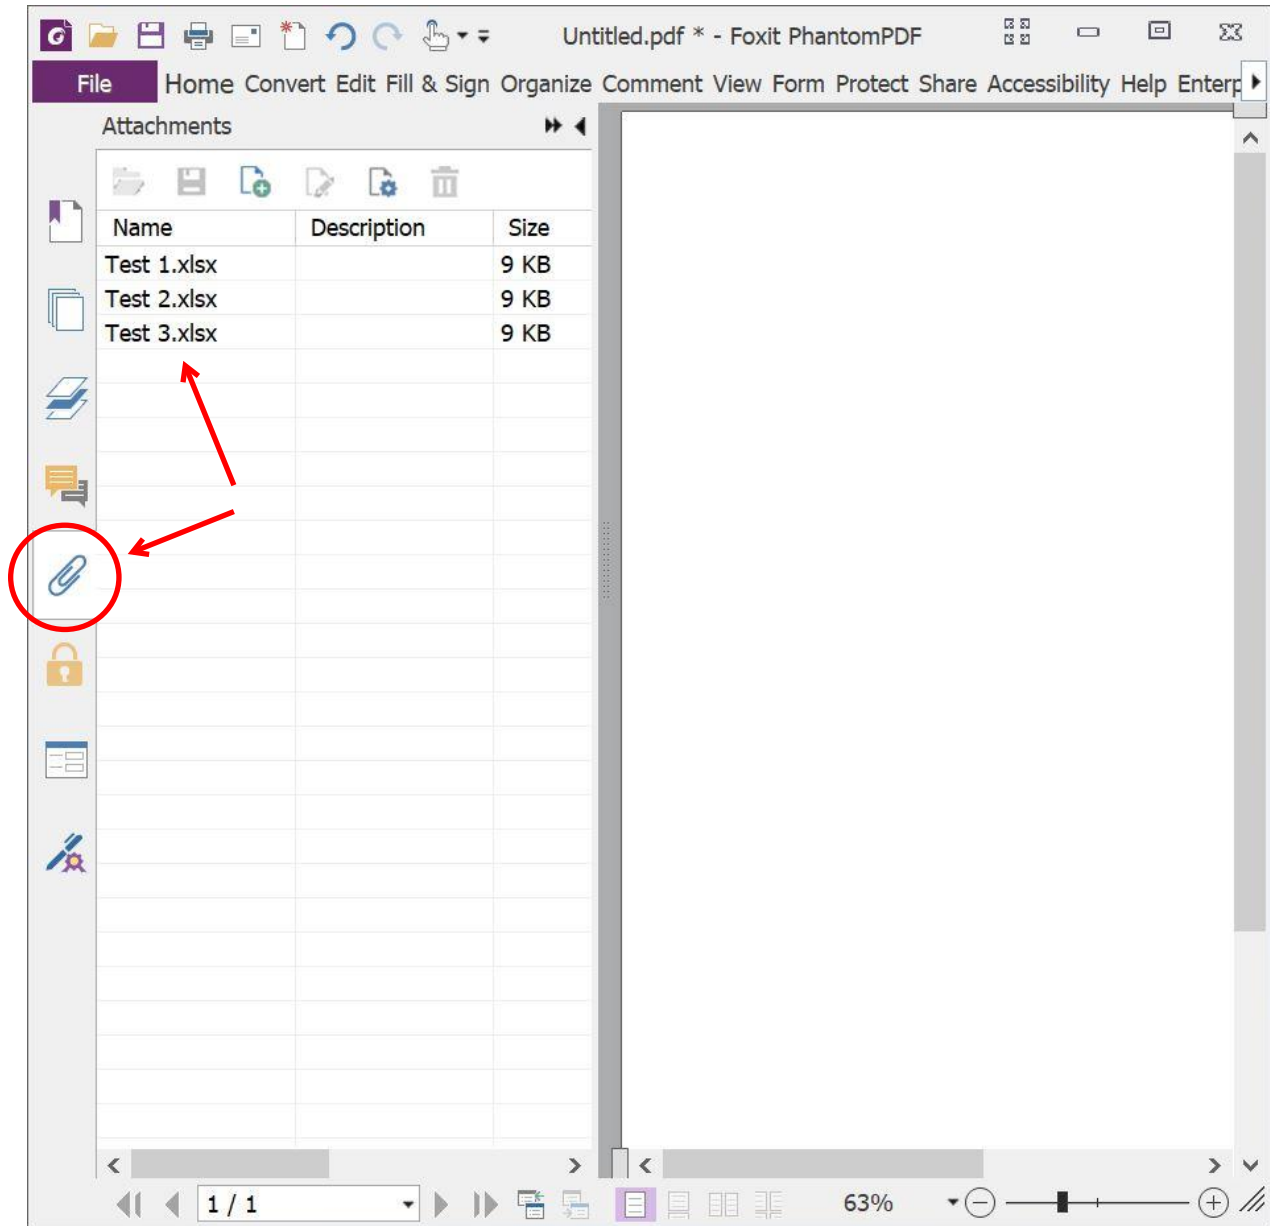 Untitled.pdf * - Foxit PhantomPDF
File Home Convert Edit Fill & Sign Organize Comment View Form Protect Share Accessibility Help Enterp
Attachments
Name Description Size
Test 1.xlsx 9 KB
Test 2.xlsx 9 KB
Test 3.xlsx 9 KB
1 / 1 63%